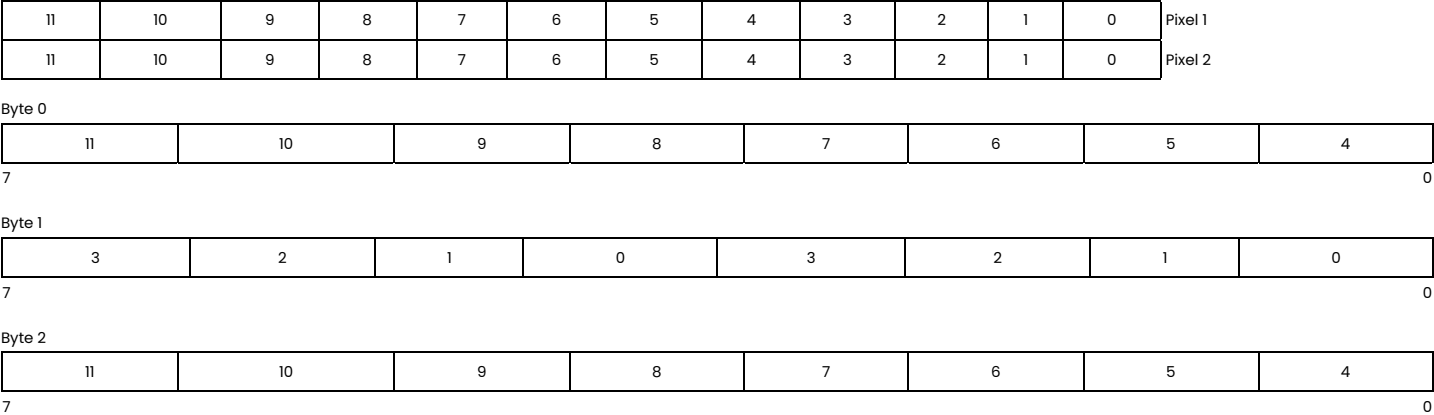 11 10 9 8 7 6 5 4 3 2 1 0 Pixel 1
11 10 9 8 7 6 5 4 3 2 1 0 Pixel 2
Byte 0
11 10 9 8 7 6 5 4
7 0
Byte 1
3 2 1 0 3 2 1 0
7 0
Byte 2
11 10 9 8 7 6 5 4
7 0